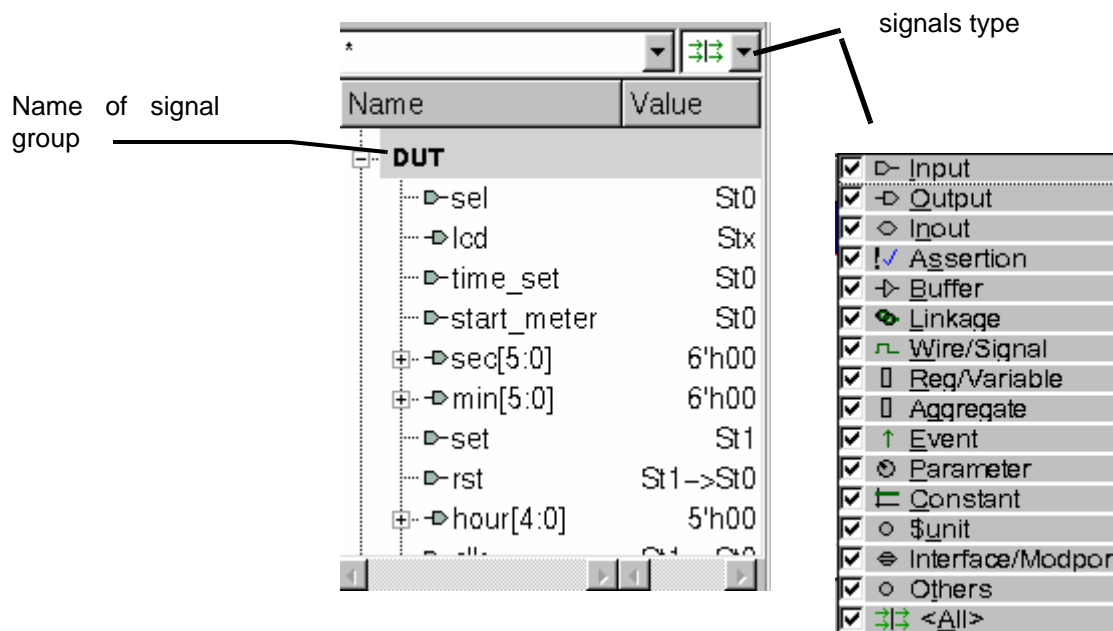 signals type
Name of signal
group
*
Name Value
DUT
sel St0
lcd Stx
time_set St0
start_meter St0
sec[5:0] 6'h00
min[5:0] 6'h00
set St1
rst St1->St0
hour[4:0] 5'h00
Input
Output
Inout
Assertion
Buffer
Linkage
Wire/Signal
Reg/Variable
Aggregate
Event
Parameter
Constant
$unit
Interface/Modpor
Others
<All>